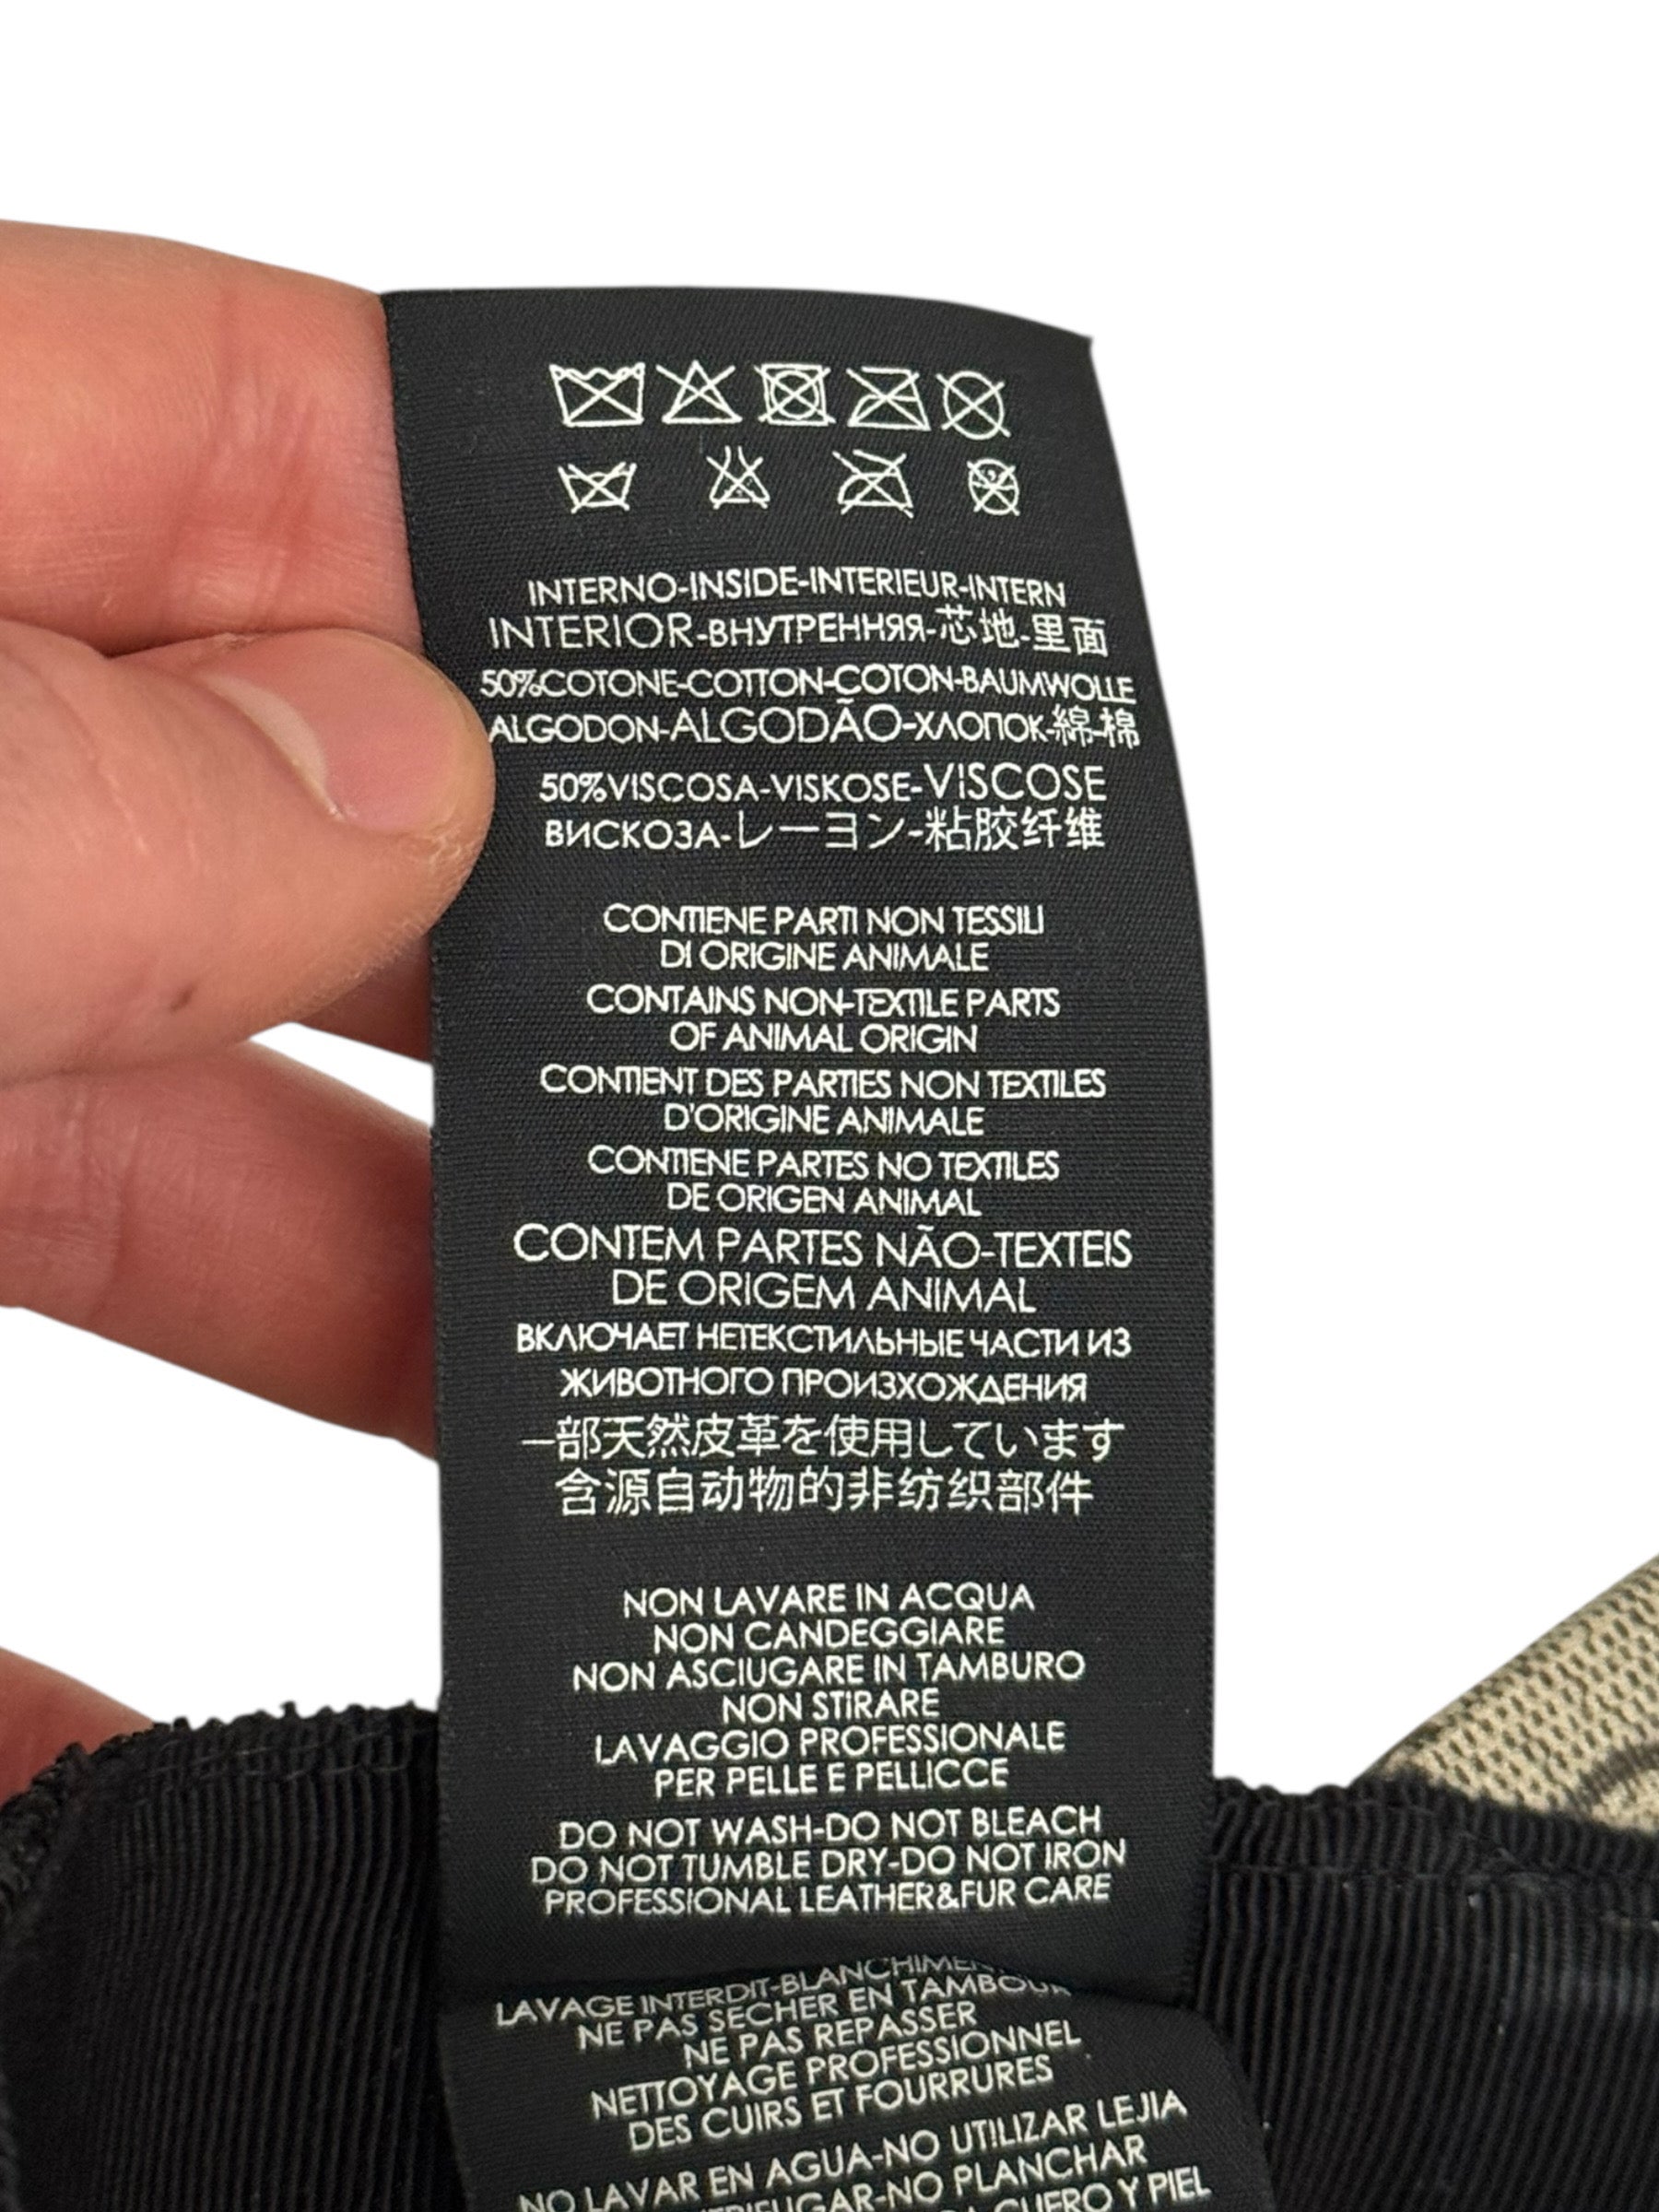 INTERNO-INSIDE-INTERIEUR-INTERN
INTERIOR-ВНУТРЕННЯЯ-芯地-里面
50%COTONE-COTTON-COTON-BAUMWOLLE
ALGODON-ALGODÃO-ХЛОПОК-綿-棉
50%VISCOSA-VISKOSE-VISCOSE
ВИСКОЗА-レーヨン-粘胶纤维
CONTIENE PARTI NON TESSILI
DI ORIGINE ANIMALE
CONTAINS NON-TEXTILE PARTS
OF ANIMAL ORIGIN
CONTIENT DES PARTIES NON TEXTILES
D'ORIGINE ANIMALE
CONTIENE PARTES NO TEXTILES
DE ORIGEN ANIMAL
CONTEM PARTES NÃO-TEXTEIS
DE ORIGEM ANIMAL
ВКЛЮЧАЕТ НЕТЕКСТИЛЬНЫЕ ЧАСТИ ИЗ
ЖИВОТНОГО ПРОИЗХОЖДЕНИЯ
一部天然皮革を使用しています
含源自动物的非纺织部件
NON LAVARE IN ACQUA
NON CANDEGGIARE
NON ASCIUGARE IN TAMBURO
NON STIRARE
LAVAGGIO PROFESSIONALE
PER PELLE E PELLICCE
DO NOT WASH-DO NOT BLEACH
DO NOT TUMBLE DRY-DO NOT IRON
PROFESSIONAL LEATHER&FUR CARE
LAVAGE INTERDIT-
NE PAS SECHER EN TAMBOUR
NE PAS REPASSER
NETTOYAGE PROFESSIONNEL
DES CUIRS ET FOURRURES
NO LAVAR EN AGUA-NO UTILIZAR LEJIA
-NO PLANCHAR
CUERO Y PIEL